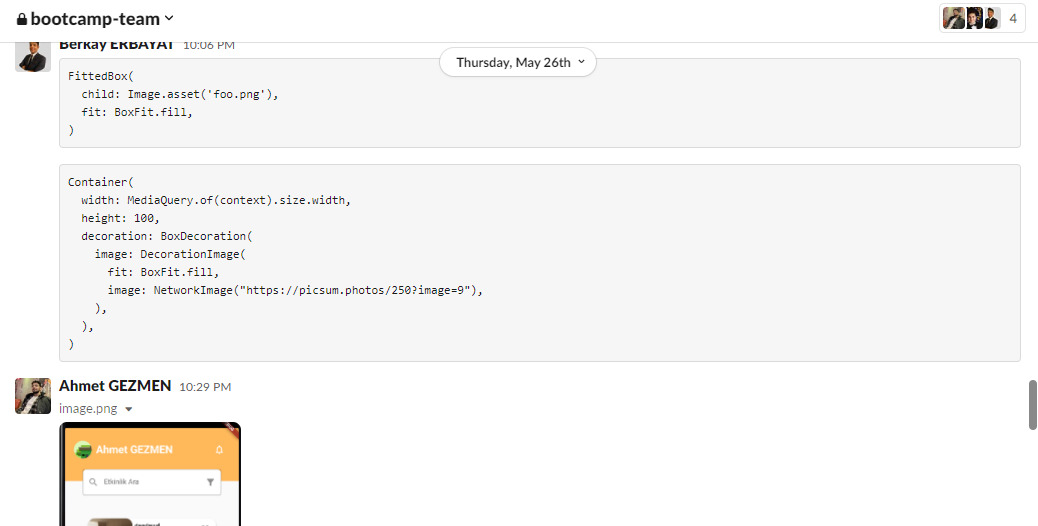 bootcamp-team
4
Berkay ERBAYAT 10:06 PM
Thursday, May 26th
FittedBox(
child: Image.asset('foo.png'),
fit: BoxFit.fill,
)
Container(
width: MediaQuery.of(context).size.width,
height: 100,
decoration: BoxDecoration(
image: DecorationImage(
fit: BoxFit.fill,
image: NetworkImage("https://picsum.photos/250?image=9"),
),
),
)
Ahmet GEZMEN 10:29 PM
image.png
Ahmet GEZMEN
Etkinlik Ara